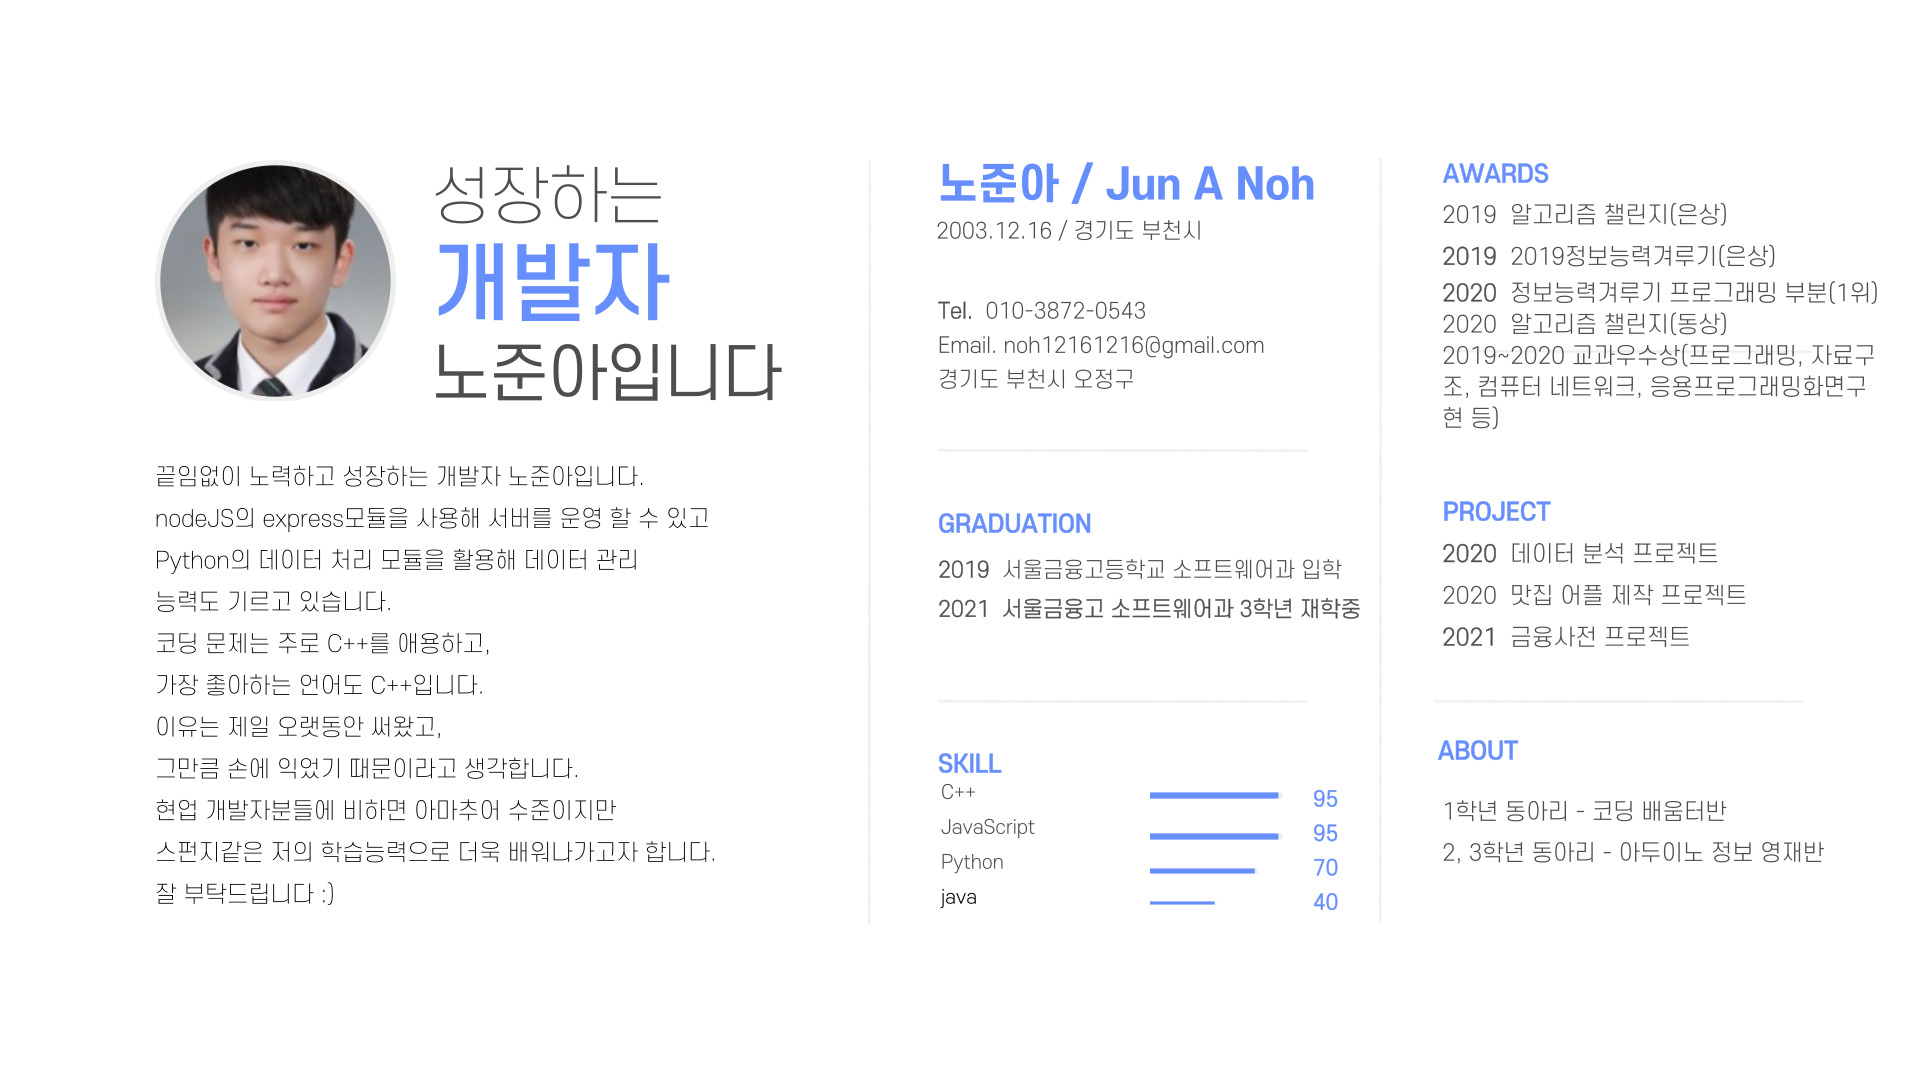 성장하는
개발자
노준아입니다
끝임없이 노력하고 성장하는 개발자 노준아입니다.
nodeJS의 express모듈을 사용해 서버를 운영 할 수 있고
Python의 데이터 처리 모듈을 활용해 데이터 관리
능력도 기르고 있습니다.
코딩 문제는 주로 C++를 애용하고,
가장 좋아하는 언어도 C++입니다.
이유는 제일 오랫동안 써왔고,
그만큼 손에 익었기 때문이라고 생각합니다.
현업 개발자분들에 비하면 아마추어 수준이지만
스펀지같은 저의 학습능력으로 더욱 배워나가고자 합니다.
잘 부탁드립니다 :)
노준아 / Jun A Noh
2003.12.16 / 경기도 부천시
Tel. 010-3872-0543
Email. noh12161216@gmail.com
경기도 부천시 오정구
GRADUATION
2019 서울금융고등학교 소프트웨어과 입학
2021 서울금융고 소프트웨어과 3학년 재학중
SKILL
C++ 95
JavaScript 95
Python 70
java 40
AWARDS
2019 알고리즘 챌린지(은상)
2019 2019정보능력겨루기(은상)
2020 정보능력겨루기 프로그래밍 부분(1위)
2020 알고리즘 챌린지(동상)
2019~2020 교과우수상(프로그래밍, 자료구
조, 컴퓨터 네트워크, 응용프로그래밍화면구
현 등)
PROJECT
2020 데이터 분석 프로젝트
2020 맛집 어플 제작 프로젝트
2021 금융사전 프로젝트
ABOUT
1학년 동아리 - 코딩 배움터반
2, 3학년 동아리 - 아두이노 정보 영재반